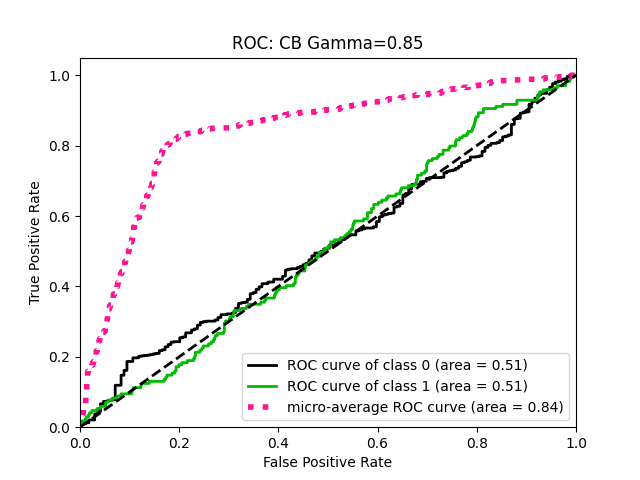 ROC: CB Gamma=0.85
True Positive Rate
1.0
0.8
0.6
0.4
0.2
0.0
ROC curve of class 0 (area = 0.51)
ROC curve of class 1 (area = 0.51)
micro-average ROC curve (area = 0.84)
0.0 0.2 0.4 0.6 0.8 1.0
False Positive Rate